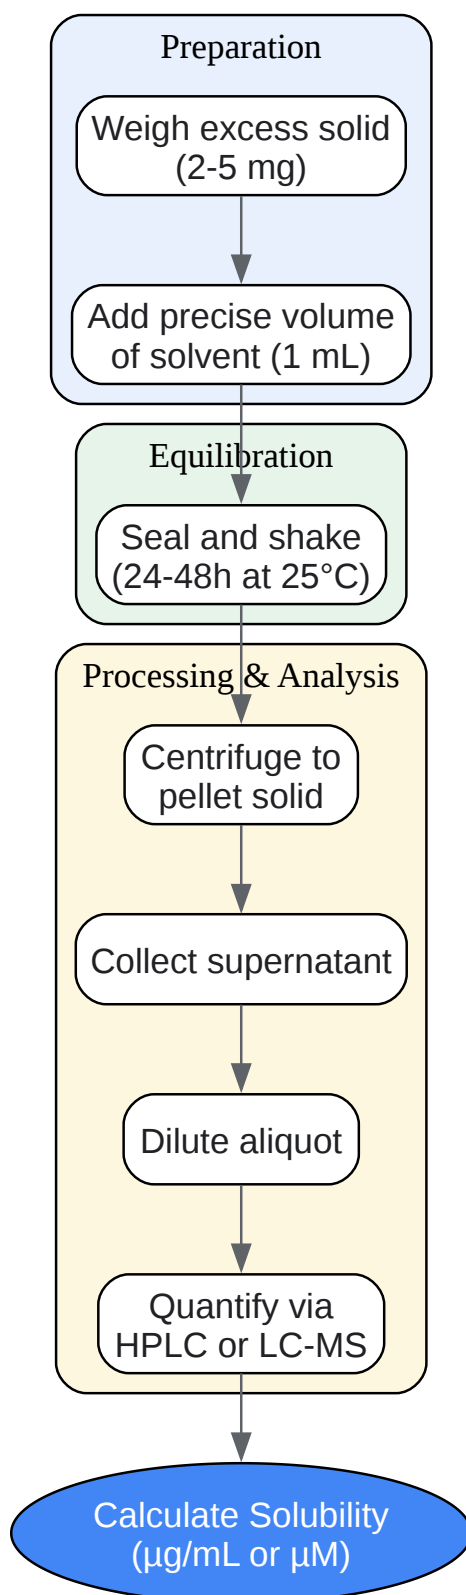 Preparation
Weigh excess solid
(2-5 mg)
Add precise volume
of solvent (1 mL)
Equilibration
Seal and shake
(24-48h at 25°C)
Processing & Analysis
Centrifuge to
pellet solid
Collect supernatant
Dilute aliquot
Quantify via
HPLC or LC-MS
Calculate Solubility
(µg/mL or µM)